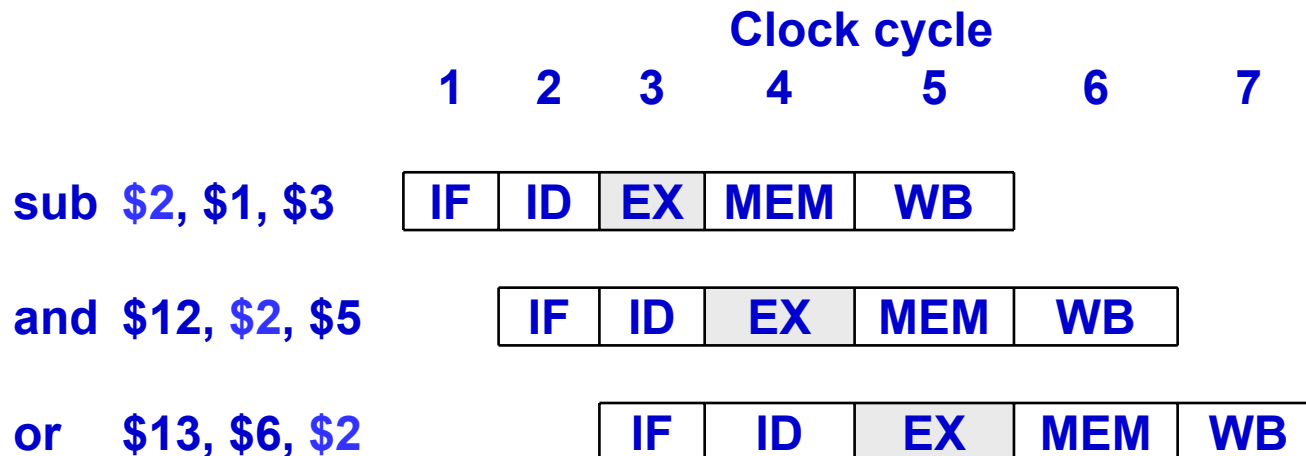 Clock cycle
1 2 3 4 5 6 7
sub $2, $1, $3 IF ID EX MEM WB
and $12, $2, $5 IF ID EX MEM WB
or $13, $6, $2 IF ID EX MEM WB